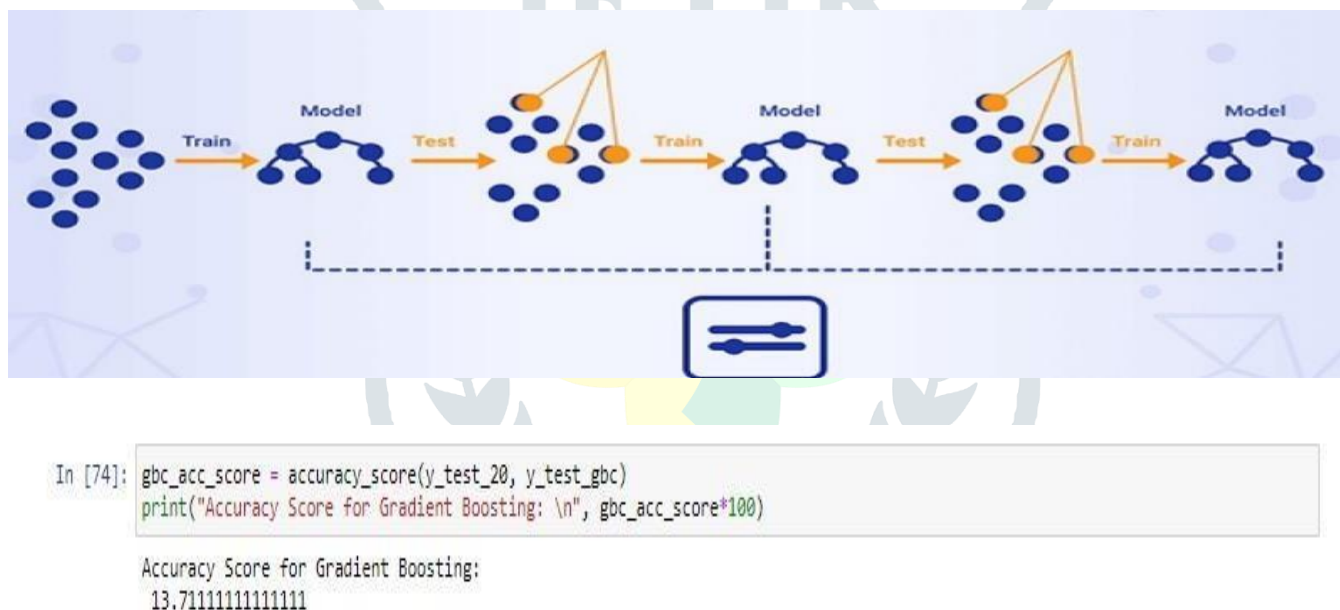 Model
Model
Model
Train
Test
Train
Test
Train
In [74]: gbc_acc_score = accuracy_score(y_test_20, y_test_gbc)
print("Accuracy Score for Gradient Boosting: \n", gbc_acc_score*100)
Accuracy Score for Gradient Boosting:
13.71111111111111